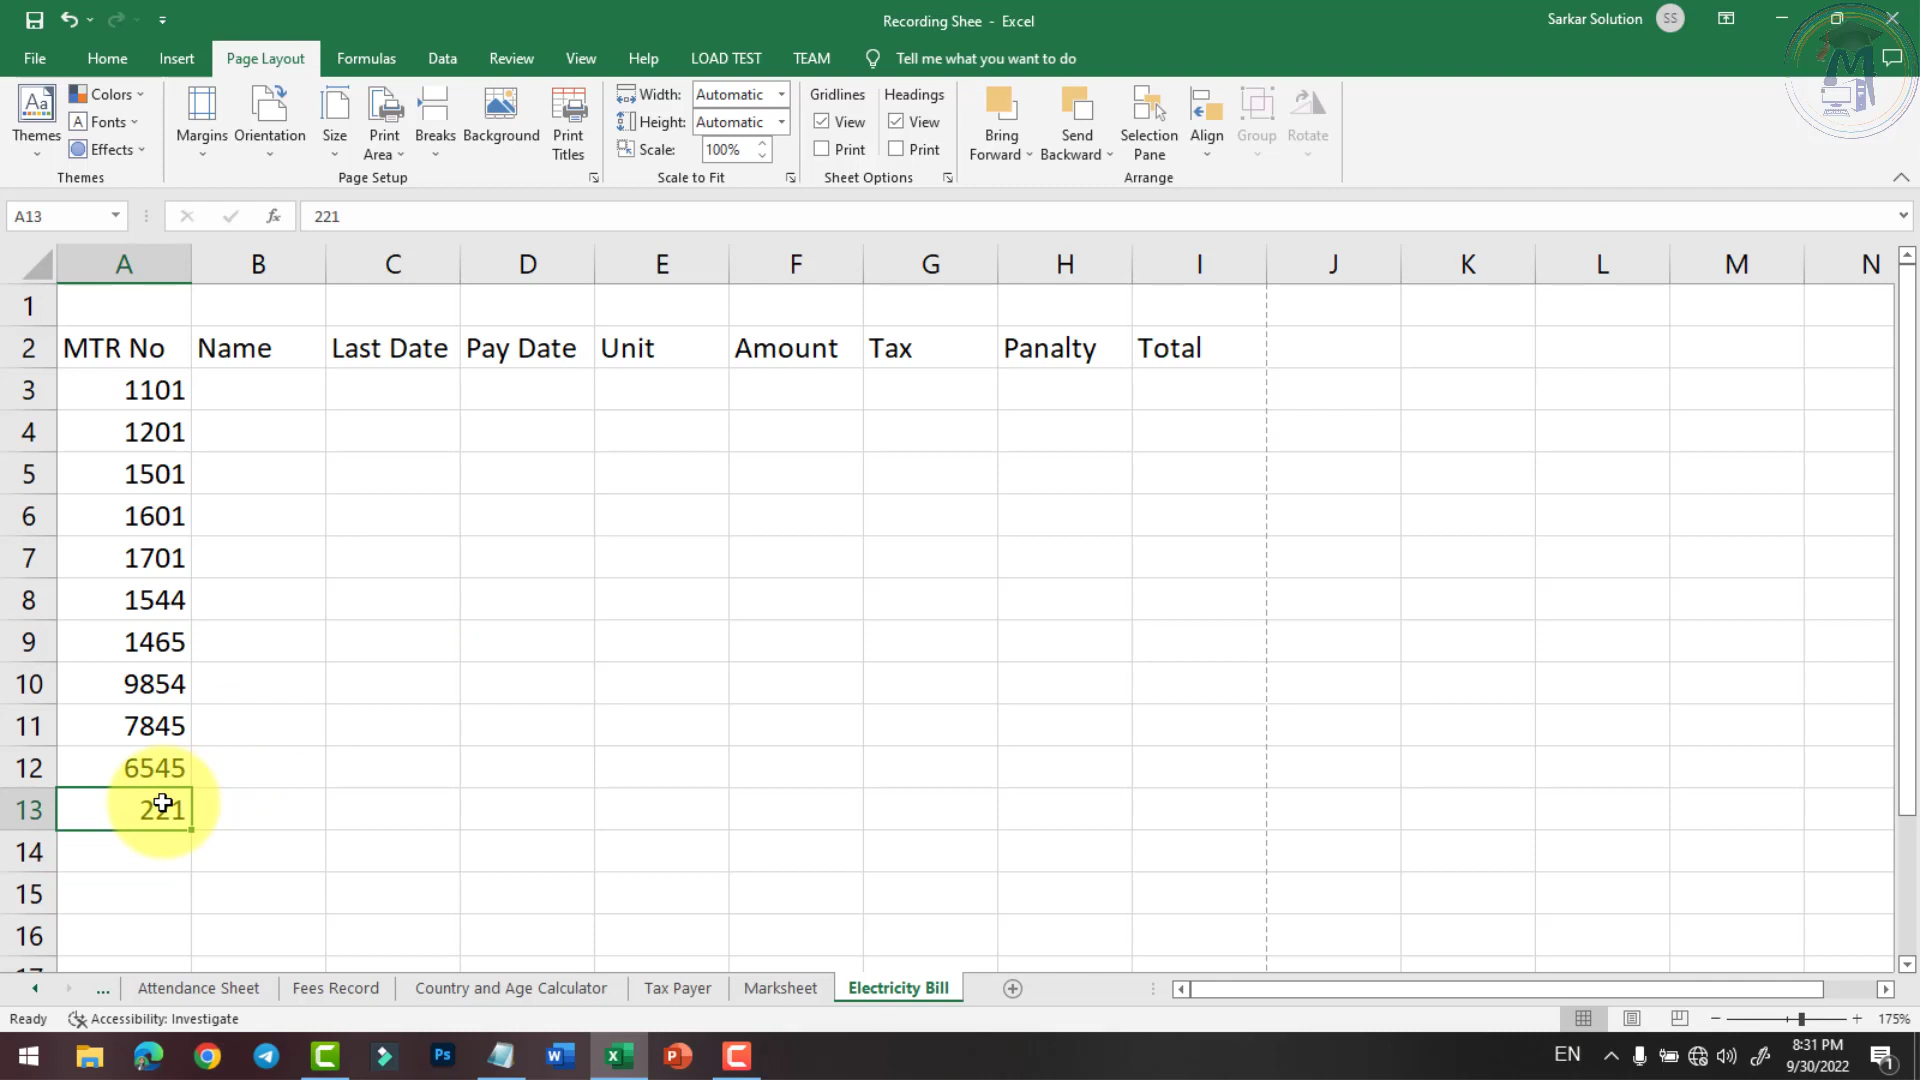 Recording Shee - Excel
Sarkar Solution SS
File Home Insert Page Layout Formulas Data Review View Help LOAD TEST TEAM Tell me what you want to do
Aa Themes
Colors
A Fonts
Effects
Themes
Margins
Orientation
Size
Print Area
Breaks
Background
Print Titles
Page Setup
Width: Automatic
Height: Automatic
Scale: 100%
Scale to Fit
Gridlines
View
Print
Headings
View
Print
Sheet Options
Bring Forward
Send Backward
Selection Pane
Align
Group
Rotate
Arrange
A13 fx 221
A B C D E F G H I J K L M N
1
2 MTR No Name Last Date Pay Date Unit Amount Tax Panalty Total
3 1101
4 1201
5 1501
6 1601
7 1701
8 1544
9 1465
10 9854
11 7845
12 6545
13 221
14
15
16
17
... Attendance Sheet Fees Record Country and Age Calculator Tax Payer Marksheet Electricity Bill
Ready Accessibility: Investigate 175%
Ps W X P EN 8:31 PM
9/30/2022 1
M